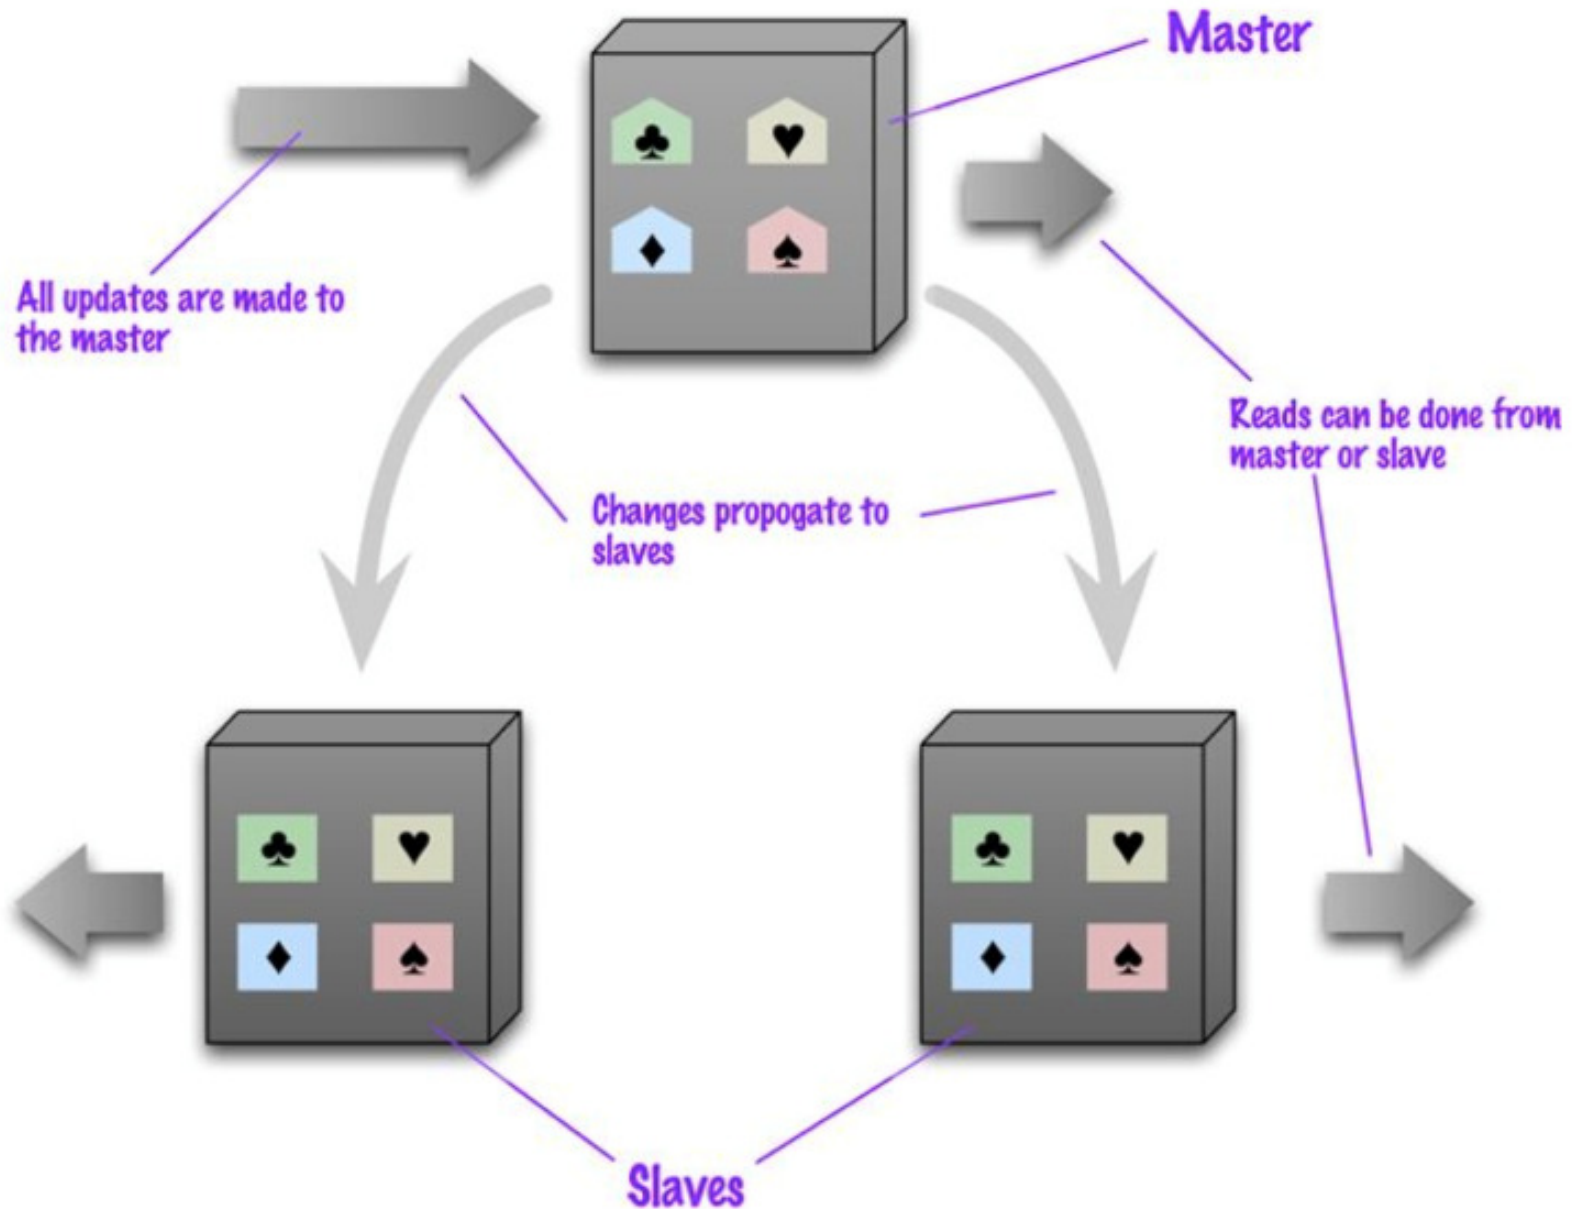 Master
All updates are made to
the master
Reads can be done from
master or slave
Changes propogate to
slaves
Slaves